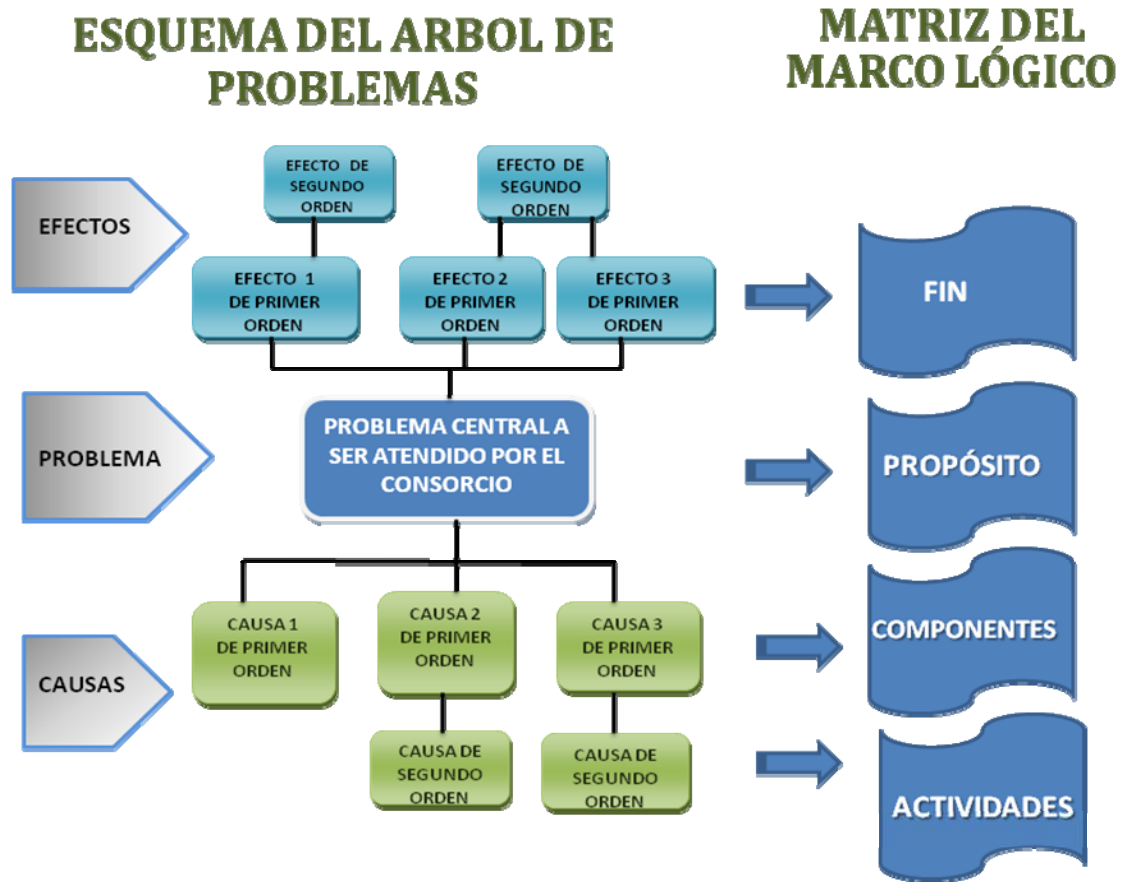 ESQUEMA DEL ARBOL DE
PROBLEMAS
MATRIZ DEL
MARCO LÓGICO
EFECTOS
EFECTO DE
SEGUNDO
ORDEN
EFECTO DE
SEGUNDO
ORDEN
EFECTO 1
DE PRIMER
ORDEN
EFECTO 2
DE PRIMER
ORDEN
EFECTO 3
DE PRIMER
ORDEN
FIN
PROBLEMA
PROBLEMA CENTRAL A
SER ATENDIDO POR EL
CONSORCIO
PROPÓSITO
CAUSAS
CAUSA 1
DE PRIMER
ORDEN
CAUSA 2
DE PRIMER
ORDEN
CAUSA 3
DE PRIMER
ORDEN
COMPONENTES
CAUSA DE
SEGUNDO
ORDEN
CAUSA DE
SEGUNDO
ORDEN
ACTIVIDADES